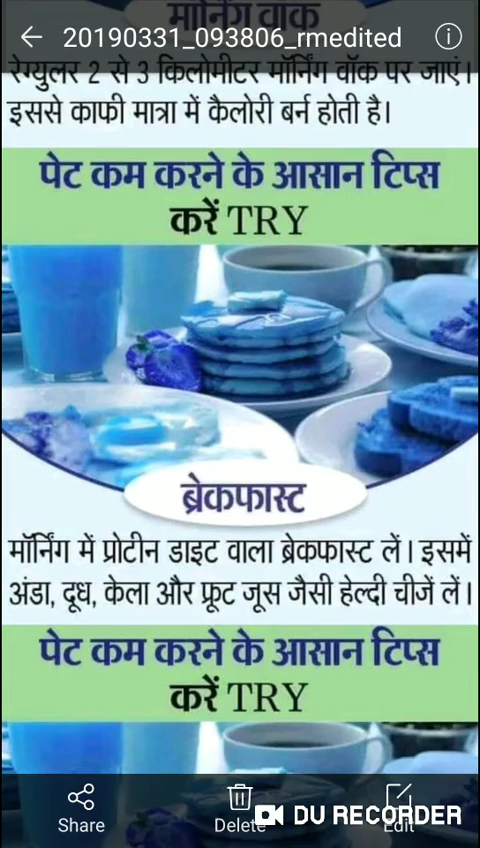 मॉर्निंग वॉक
20190331_093806_rmedited
रेग्युलर 2 से 3 किलोमीटर मॉर्निंग वॉक पर जाएं।
इससे काफी मात्रा में कैलोरी बर्न होती है।
पेट कम करने के आसान टिप्स
करें TRY
ब्रेकफास्ट
मॉर्निंग में प्रोटीन डाइट वाला ब्रेकफास्ट लें। इसमें
अंडा, दूध, केला और फ्रूट जूस जैसी हेल्दी चीजें लें।
पेट कम करने के आसान टिप्स
करें TRY
Share Delete Edit
DU RECORDER